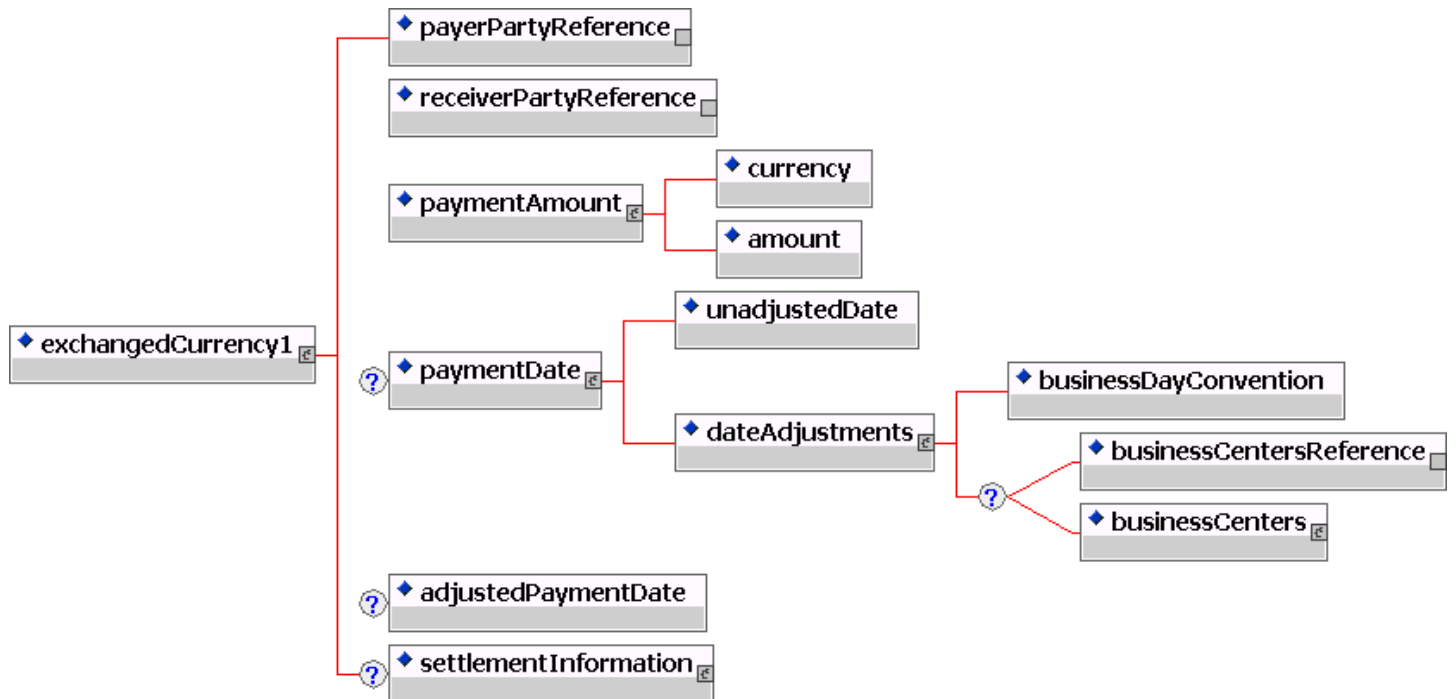 payerPartyReference
receiverPartyReference
currency
paymentAmount
amount
unadjustedDate
exchangedCurrency1
? paymentDate
businessDayConvention
dateAdjustments
businessCentersReference
?
businessCenters
? adjustedPaymentDate
? settlementInformation